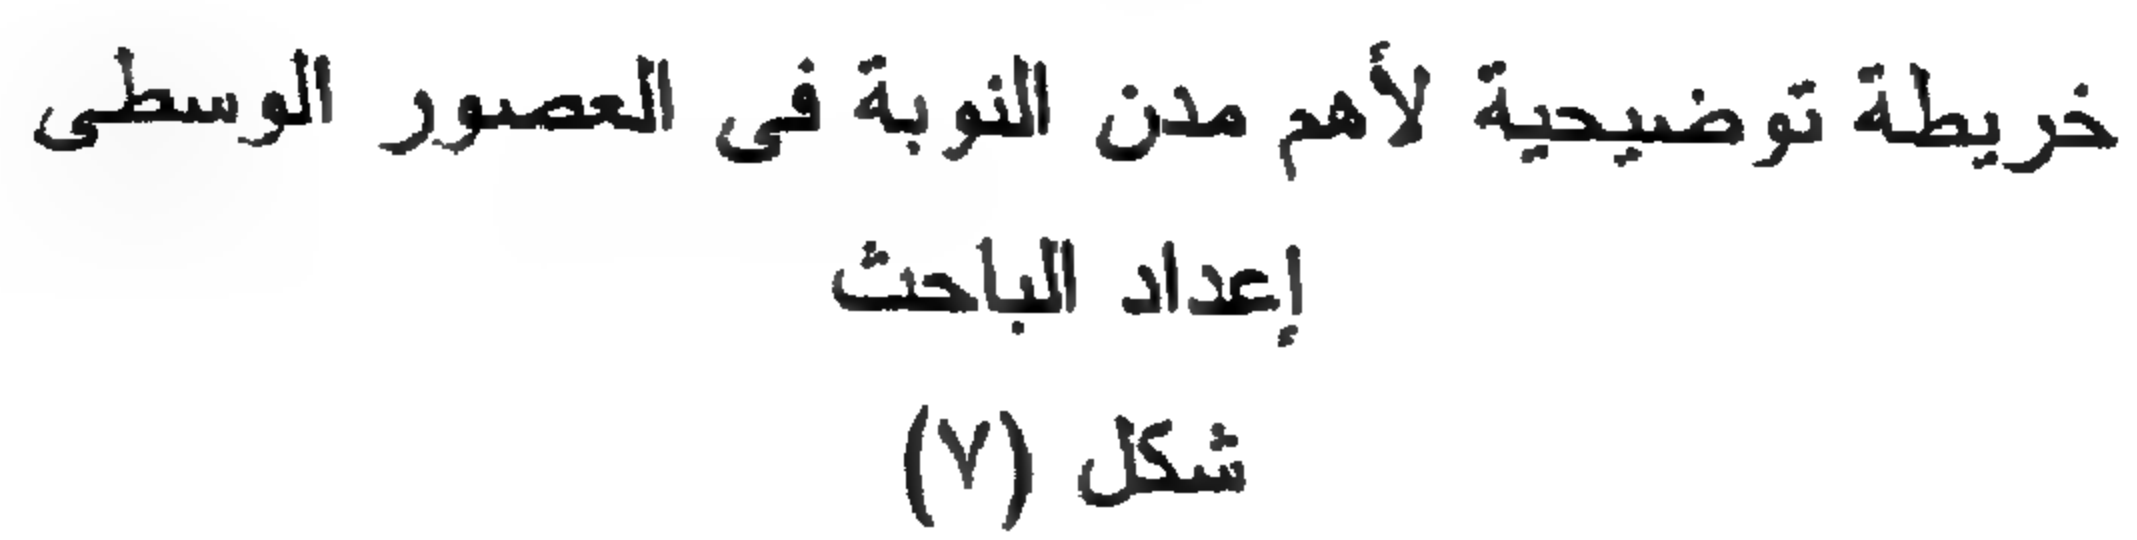 خريطة توضيحية لأهم مدن النوبة فى العصور الوسطى
إعداد الباحث
شكل (٧)